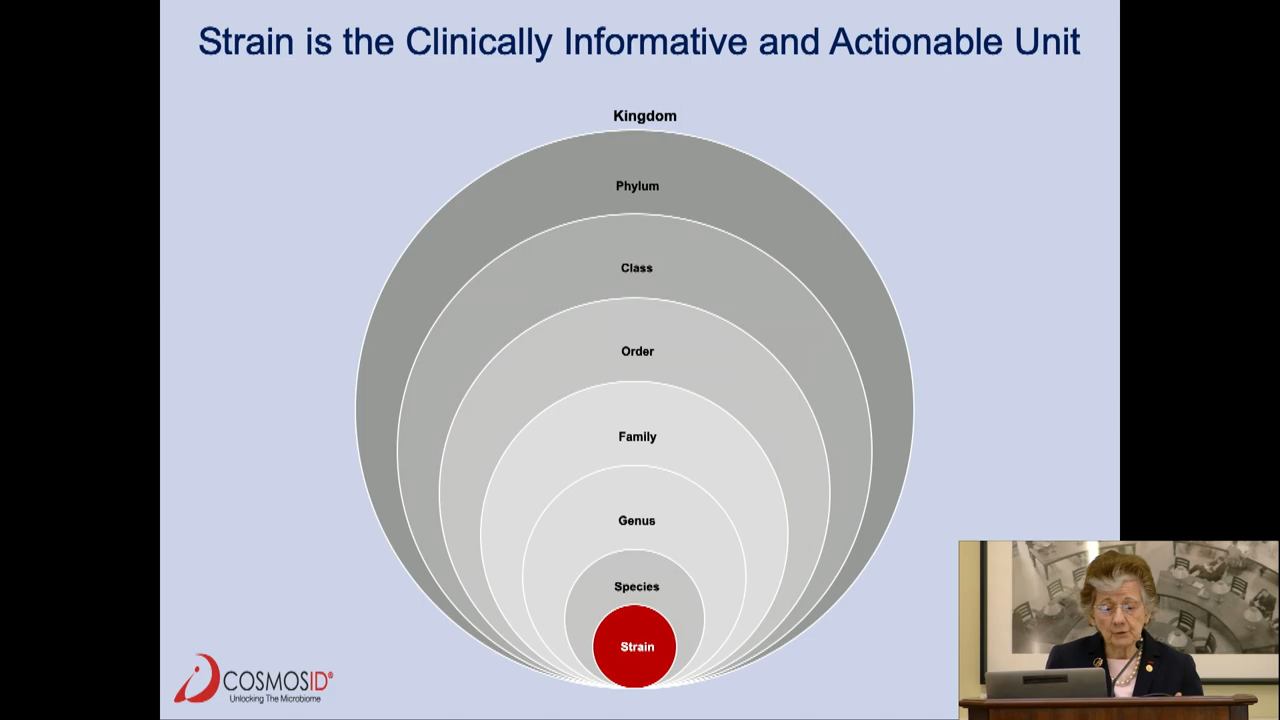 Strain is the Clinically Informative and Actionable Unit
Kingdom
Phylum
Class
Order
Family
Genus
Species
Strain
COSMOSID®
Unlocking The Microbiome